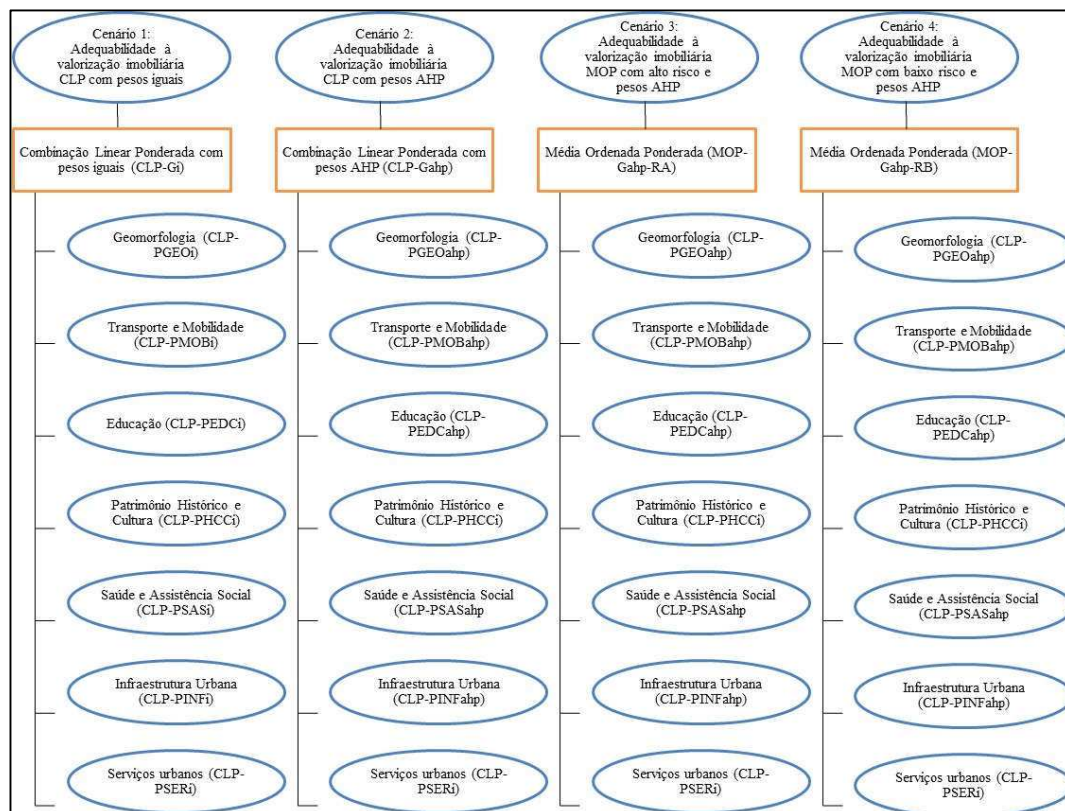 Cenário 1:
Adequabilidade à
valorização imobiliária
CLP com pesos iguais
Combinação Linear Ponderada com
pesos iguais (CLP-Gi)
Geomorfologia (CLP-
PGEOi)
Transporte e Mobilidade
(CLP-PMOBi)
Educação (CLP-PEDCi)
Patrimônio Histórico e
Cultura (CLP-PHCCi)
Saúde e Assistência Social
(CLP-PSASi)
Infraestrutura Urbana
(CLP-PINFi)
Serviços urbanos (CLP-
PSERi)
Cenário 2:
Adequabilidade à
valorização imobiliária
CLP com pesos AHP
Combinação Linear Ponderada com
pesos AHP (CLP-Gahp)
Geomorfologia (CLP-
PGEOahp)
Transporte e Mobilidade
(CLP-PMOBahp)
Educação (CLP-
PEDCahp)
Patrimônio Histórico e
Cultura (CLP-PHCCi)
Saúde e Assistência Social
(CLP-PSASahp
Infraestrutura Urbana
(CLP-PINFahp)
Serviços urbanos (CLP-
PSERi)
Cenário 3:
Adequabilidade à
valorização imobiliária
MOP com alto risco e
pesos AHP
Média Ordenada Ponderada (MOP-
Gahp-RA)
Geomorfologia (CLP-
PGEOahp)
Transporte e Mobilidade
(CLP-PMOBahp)
Educação (CLP-
PEDCahp)
Patrimônio Histórico e
Cultura (CLP-PHCCi)
Saúde e Assistência Social
(CLP-PSASahp
Infraestrutura Urbana
(CLP-PINFahp)
Serviços urbanos (CLP-
PSERi)
Cenário 4:
Adequabilidade à
valorização imobiliária
MOP com baixo risco e
pesos AHP
Média Ordenada Ponderada (MOP-
Gahp-RB)
Geomorfologia (CLP-
PGEOahp)
Transporte e Mobilidade
(CLP-PMOBahp)
Educação (CLP-
PEDCahp)
Patrimônio Histórico e
Cultura (CLP-PHCCi)
Saúde e Assistência Social
(CLP-PSASahp
Infraestrutura Urbana
(CLP-PINFahp)
Serviços urbanos (CLP-
PSERi)